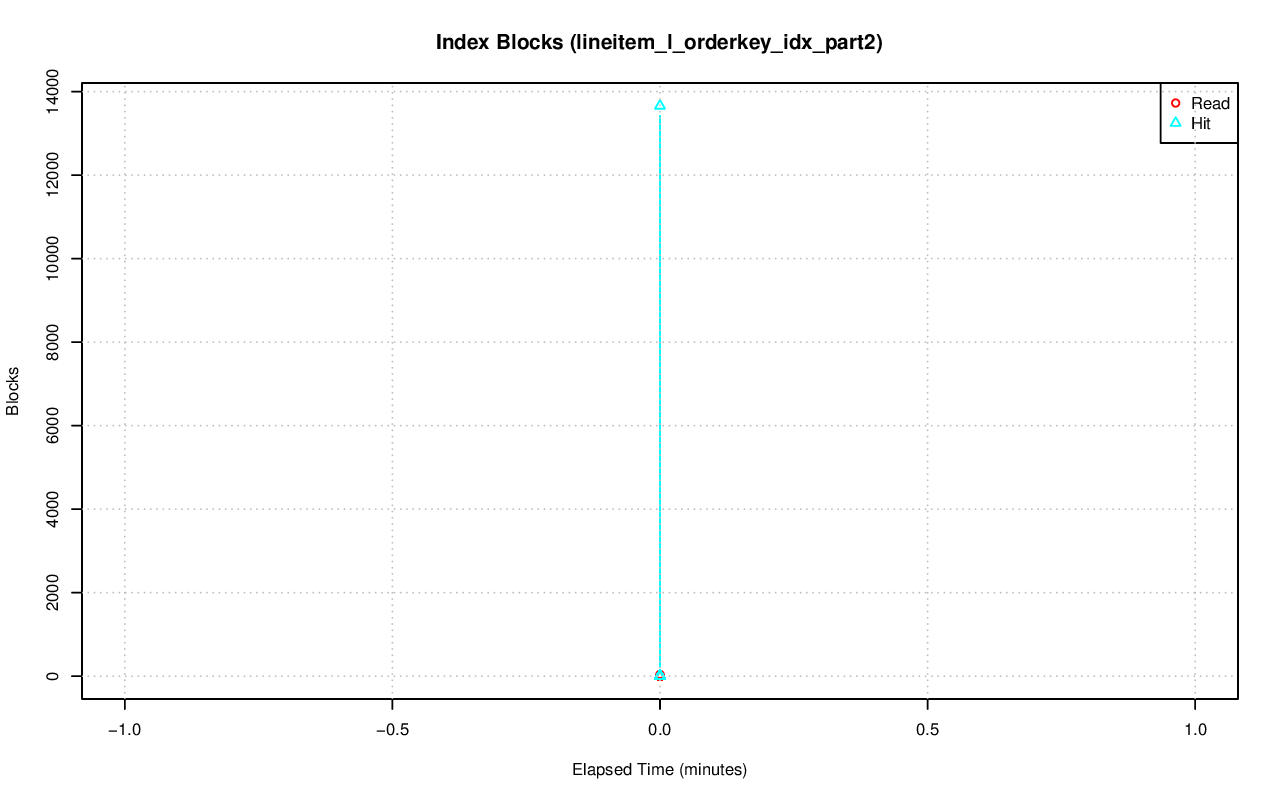 Index Blocks (lineitem_l_orderkey_idx_part2)
Read
Hit
14000
12000
10000
8000
6000
4000
2000
0
Blocks
−1.0
−0.5
0.0
0.5
1.0
Elapsed Time (minutes)